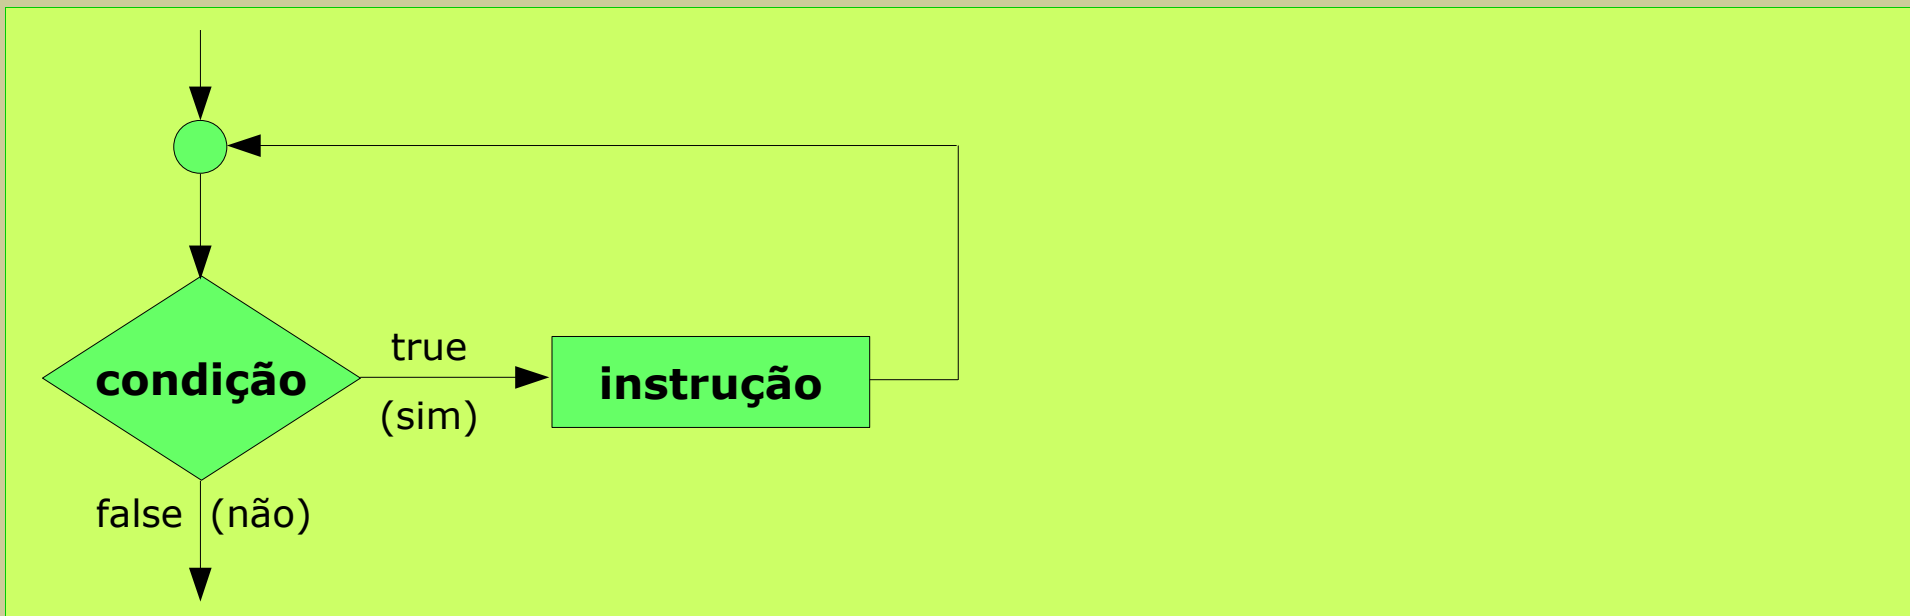 true
condição
instrução
(sim)
false (não)